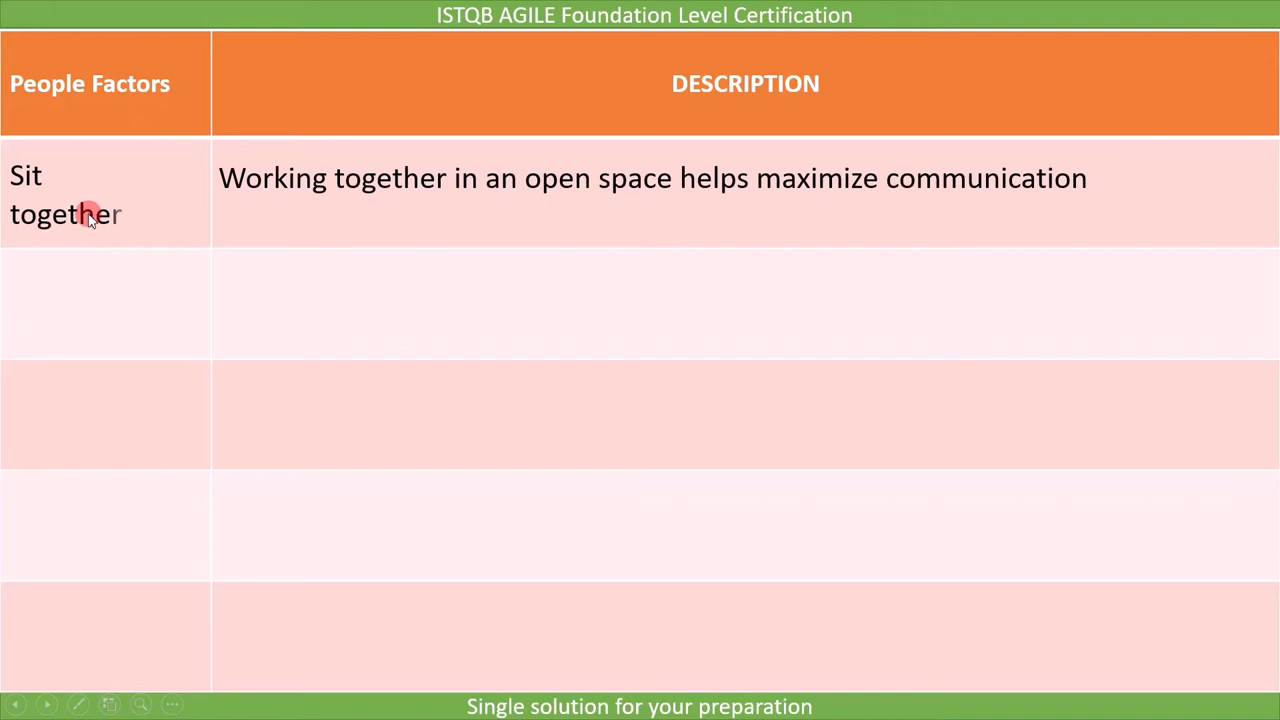 ISTQB AGILE Foundation Level Certification
People Factors
DESCRIPTION
Sit
together
Working together in an open space helps maximize communication
Single solution for your preparation